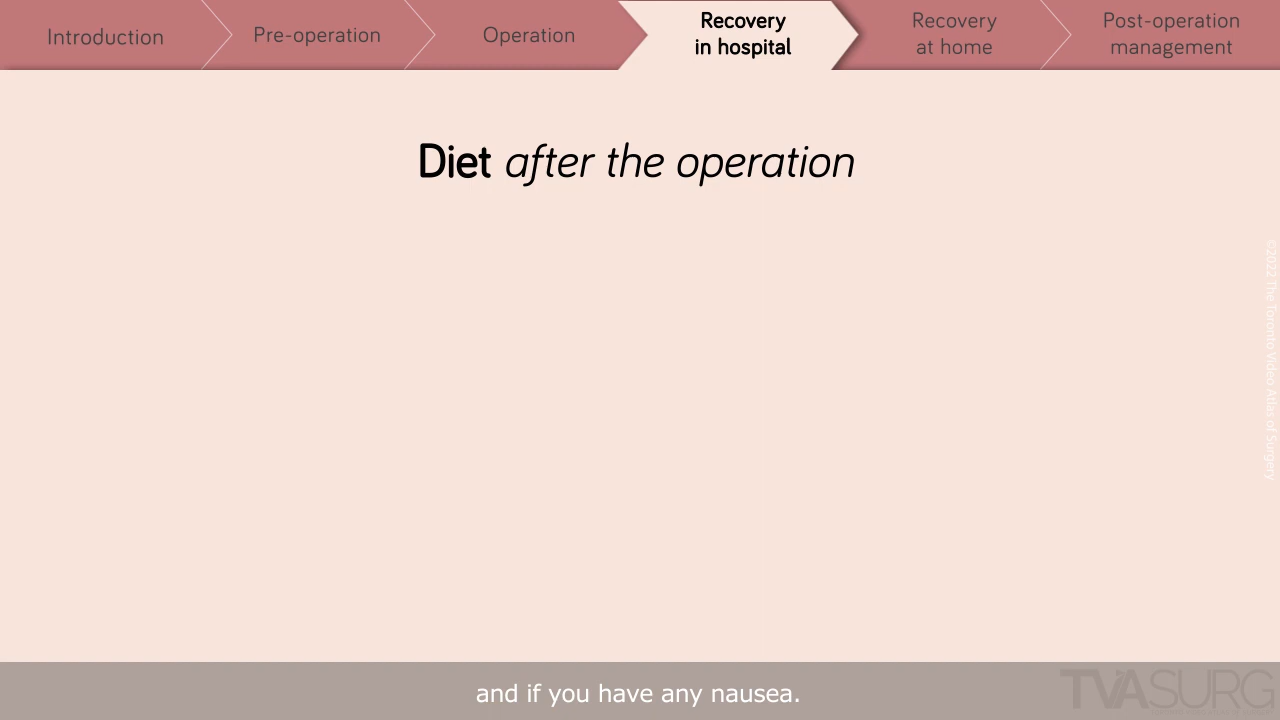 Introduction
Pre-operation
Operation
Recovery
in hospital
Recovery
at home
Post-operation
management
Diet after the operation
©2022 The Toronto Video Atlas of Surgery
and if you have any nausea.
TVASURG